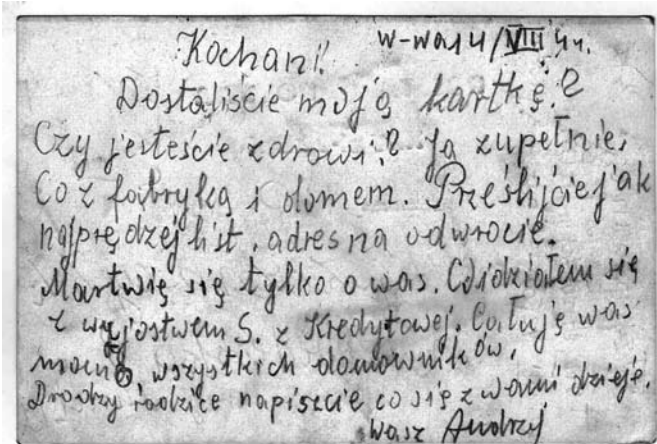 W-wa 14/VIII 44.
Kochani!
Dostaliście moją kartkę?
Czy jesteście zdrowi? Ja zupełnie.
Co z fabryką i domem. Prześlijcie jak
najprędzej list, adres na odwrocie.
Martwię się tylko o was. Widziałem się
z wujostwem S. z Kredytowej. Całuję was
mocno wszystkich domowników.
Drodzy rodzice napiszcie co się z wami dzieje.
Wasz Andrzej